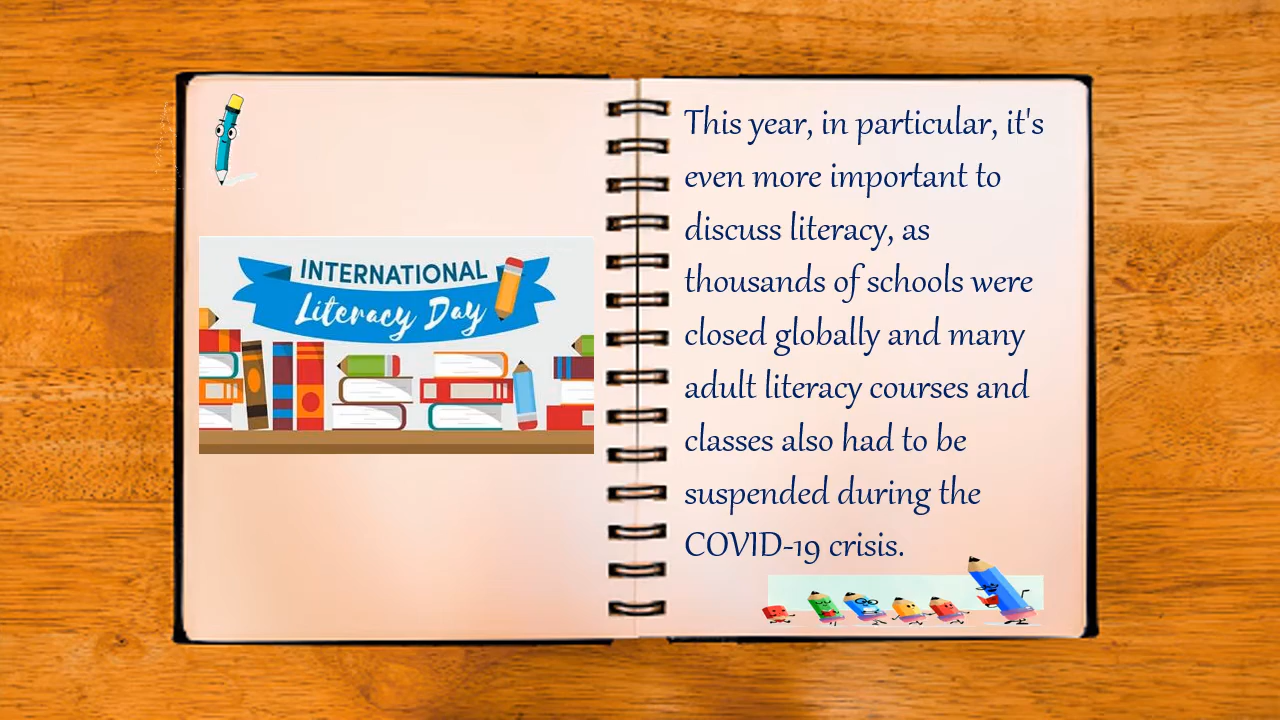 INTERNATIONAL
Literacy Day
This year, in particular, it's
even more important to
discuss literacy, as
thousands of schools were
closed globally and many
adult literacy courses and
classes also had to be
suspended during the
COVID-19 crisis.